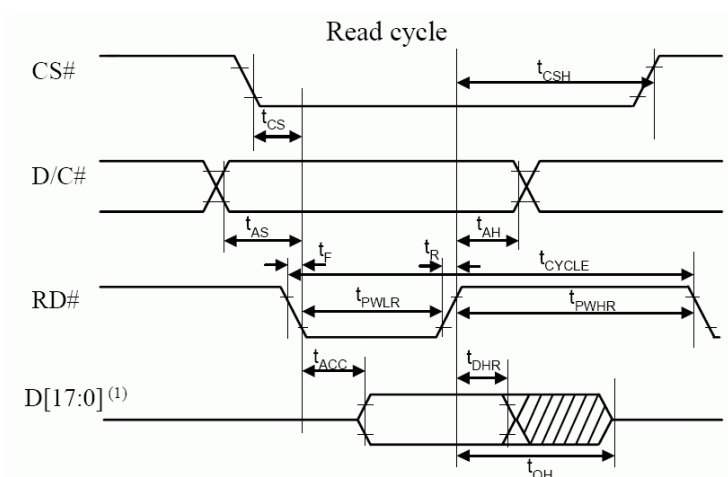 Read cycle
CS#
tCSH
tCS
D/C#
tAS
tF
tR
tAH
tCYCLE
RD#
tPWLR
tPWHR
tACC
tDHR
D[17:0] (1)
tOH